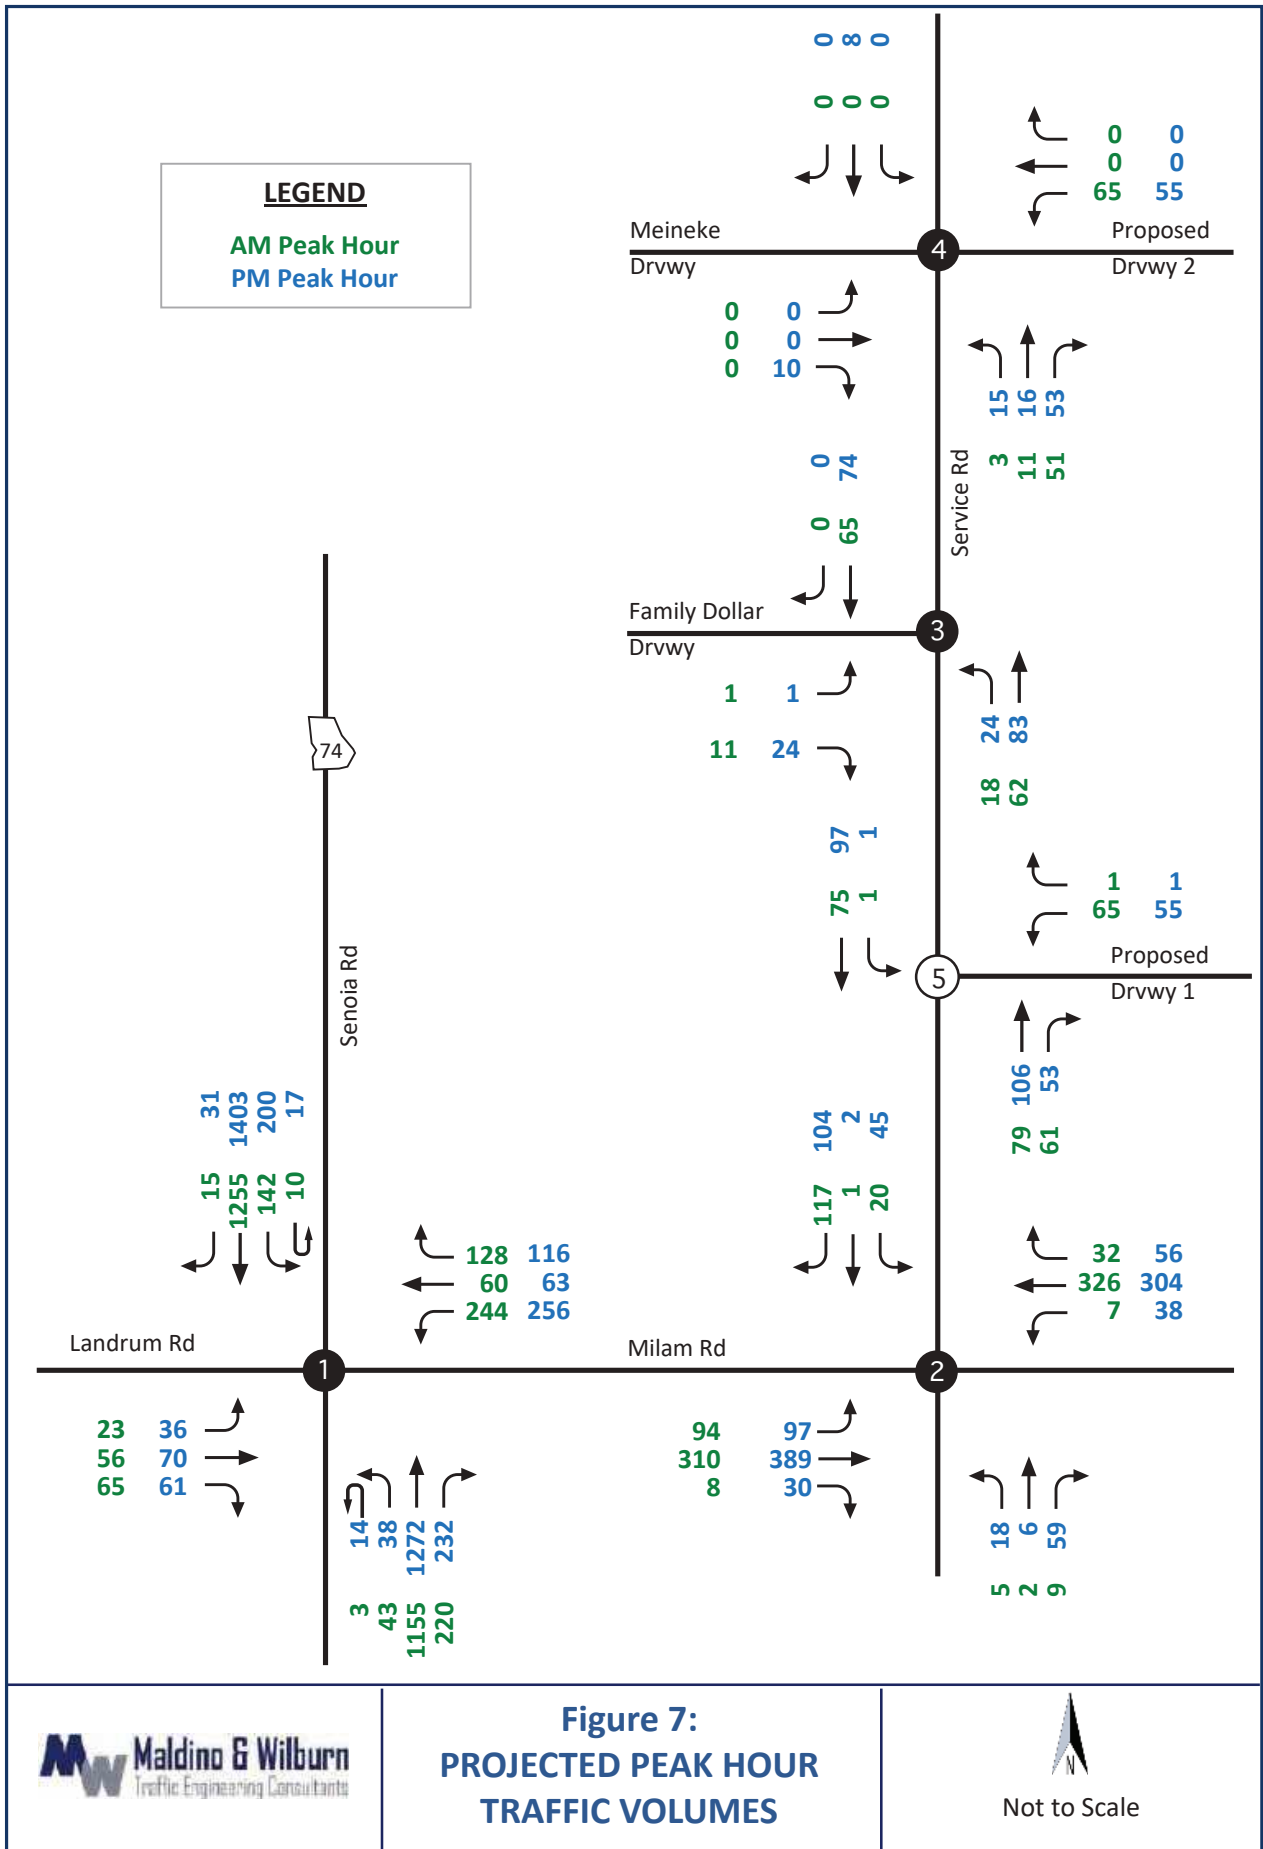 0 8 0
0 0 0
LEGEND
AM Peak Hour
PM Peak Hour
0 0
0 0
65 55
Meineke
Drvwy
4
Proposed
Drvwy 2
0 0
0 0
0 10
15 16 53
3 11 51
0 74
0 65
Service Rd
Family Dollar
Drvwy
3
1 1
11 24
24 83
18 62
74
97 1
75 1
1 1
65 55
Senoia Rd
5
Proposed
Drvwy 1
106 53
79 61
31 1403 200 17
15 1255 142 10
104 2 45
117 1 20
128 116
60 63
244 256
32 56
326 304
7 38
Landrum Rd
1
Milam Rd
2
23 36
56 70
65 61
94 97
310 389
8 30
14 38 1272 232
3 43 1155 220
18 6 59
5 2 9
MW Maldino & Wilburn
Traffic Engineering Consultants
Figure 7:
PROJECTED PEAK HOUR
TRAFFIC VOLUMES
N
Not to Scale